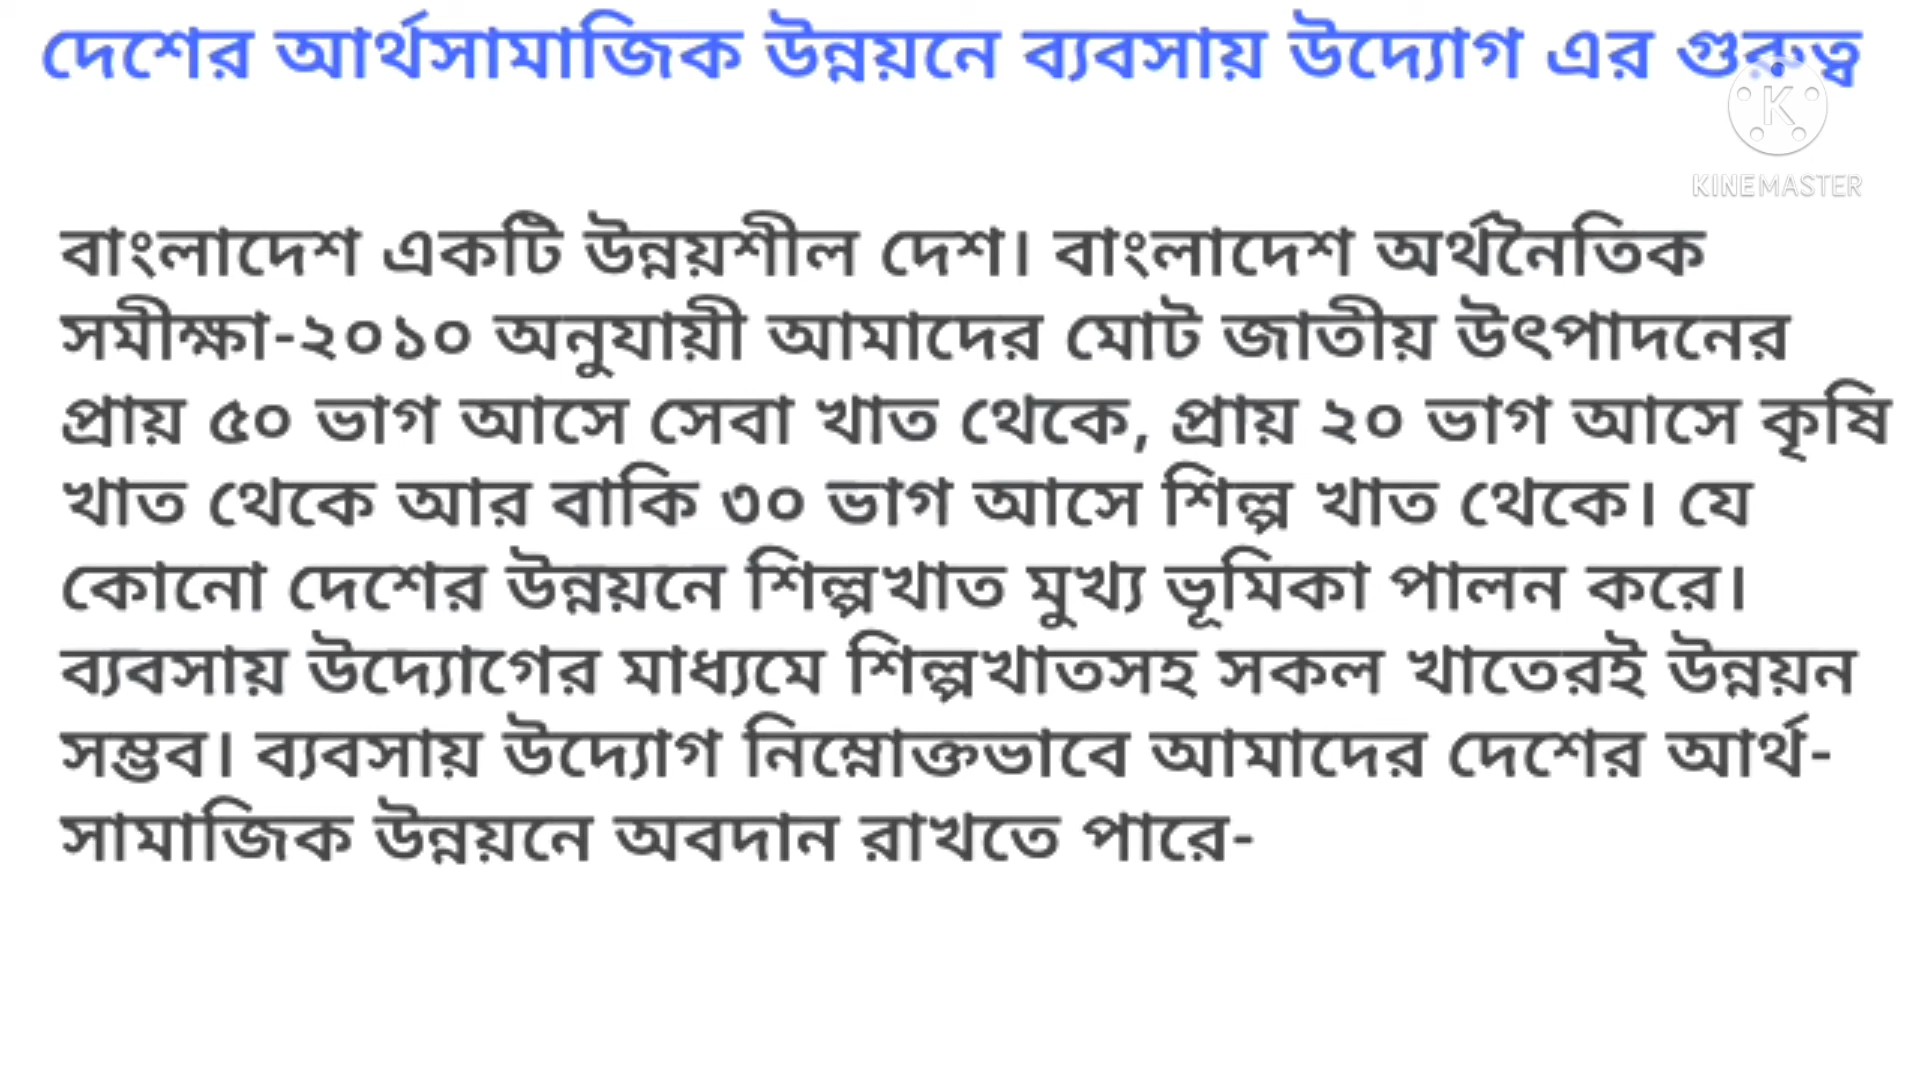 দেশের আর্থসামাজিক উন্নয়নে ব্যবসায় উদ্যোগ এর গুরুত্ব
KINEMASTER
বাংলাদেশ একটি উন্নয়শীল দেশ। বাংলাদেশ অর্থনৈতিক
সমীক্ষা-২০১০ অনুযায়ী আমাদের মোট জাতীয় উৎপাদনের
প্রায় ৫০ ভাগ আসে সেবা খাত থেকে, প্রায় ২০ ভাগ আসে কৃষি
খাত থেকে আর বাকি ৩০ ভাগ আসে শিল্প খাত থেকে। যে
কোনো দেশের উন্নয়নে শিল্পখাত মুখ্য ভূমিকা পালন করে।
ব্যবসায় উদ্যোগের মাধ্যমে শিল্পখাতসহ সকল খাতেরই উন্নয়ন
সম্ভব। ব্যবসায় উদ্যোগ নিম্নোক্তভাবে আমাদের দেশের আর্থ-
সামাজিক উন্নয়নে অবদান রাখতে পারে-